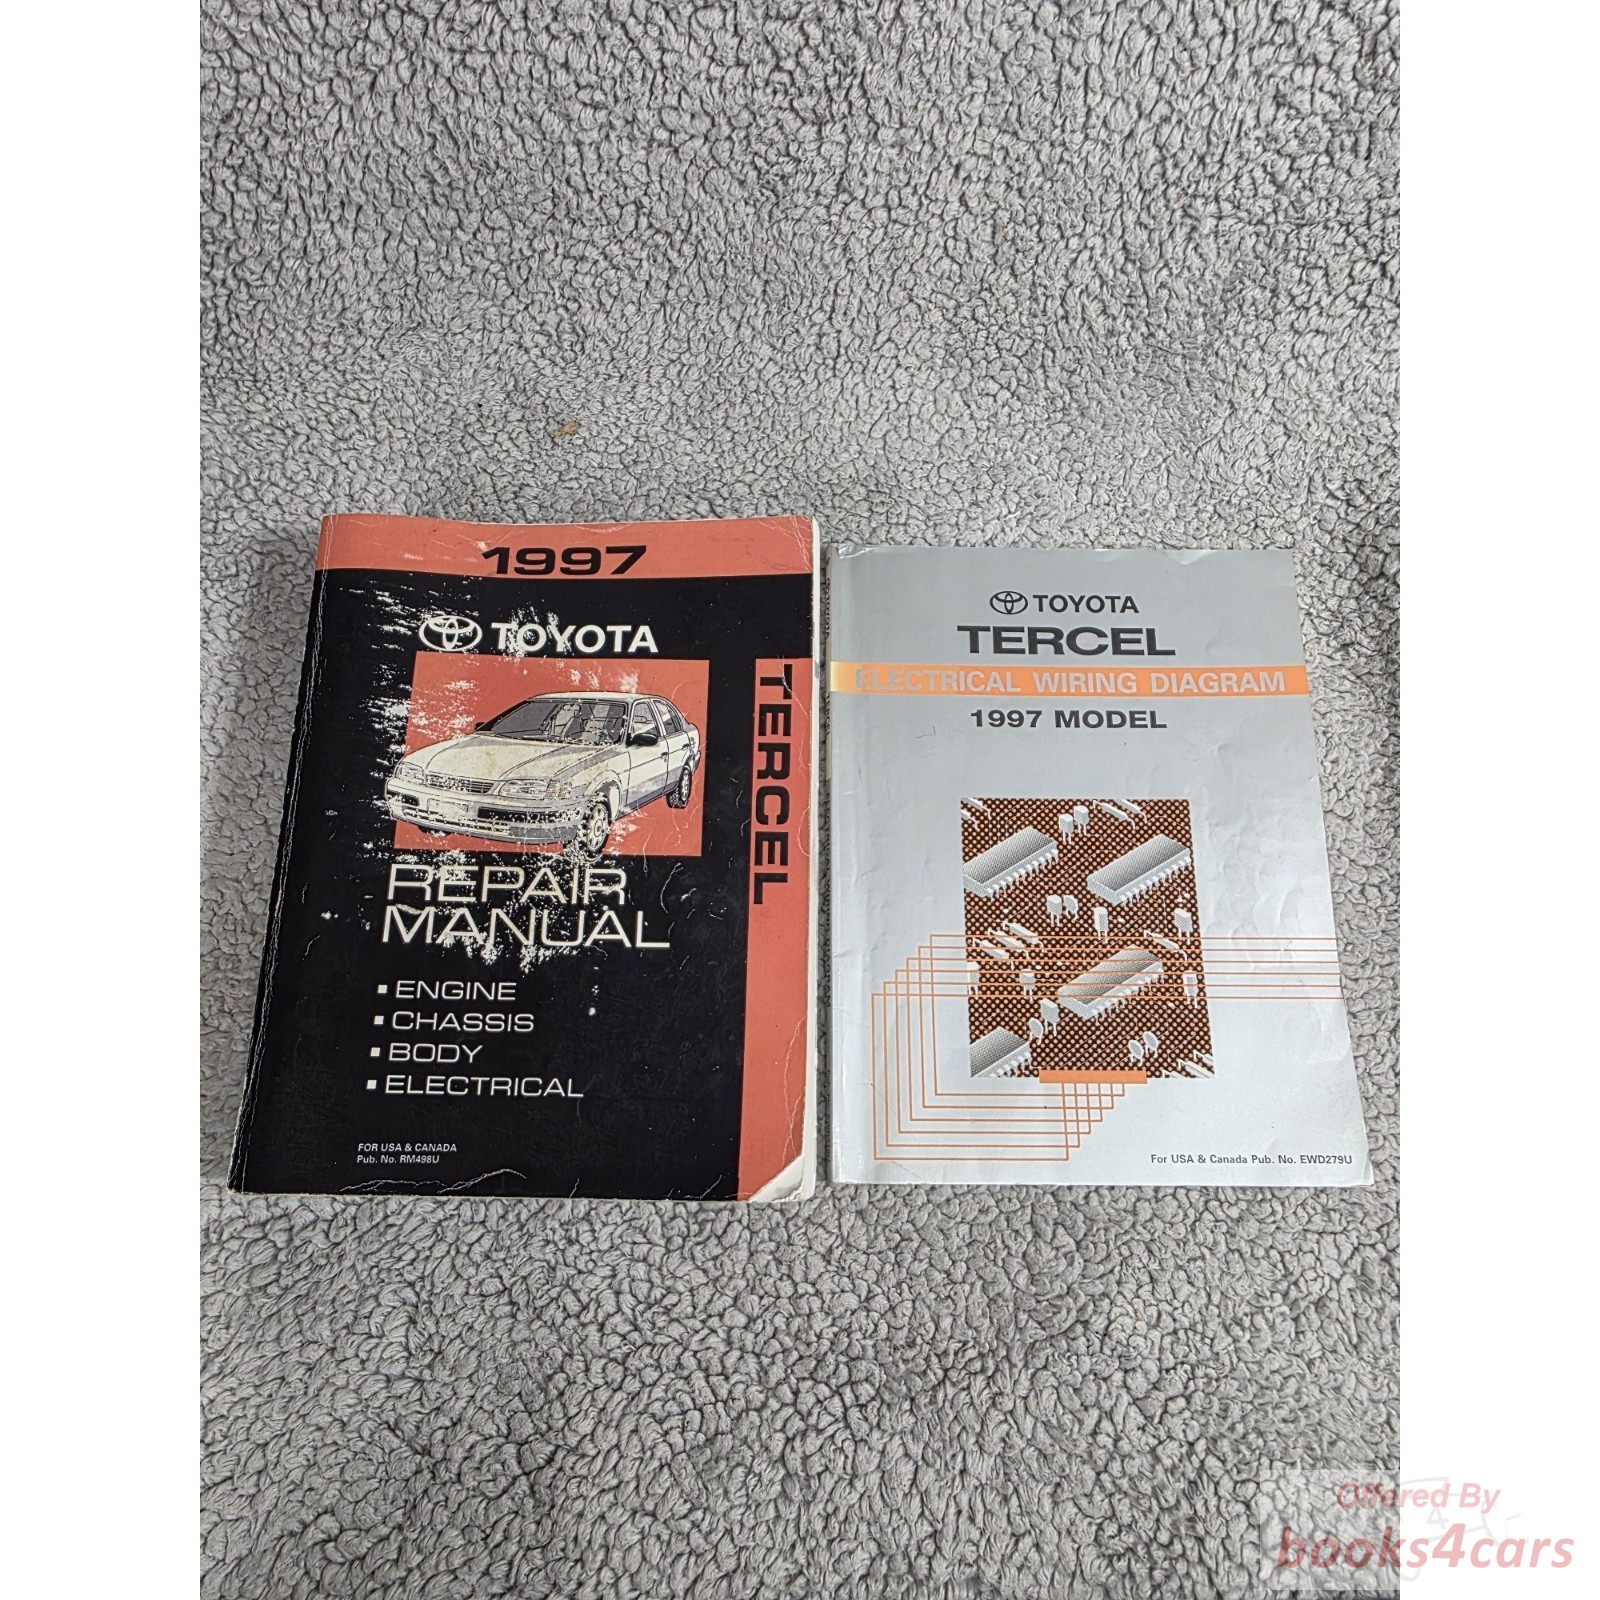 1997
TOYOTA
TERCEL
REPAIR
MANUAL
▪ ENGINE
▪ CHASSIS
▪ BODY
▪ ELECTRICAL
FOR USA & CANADA
Pub. No. RM498U
TOYOTA
TERCEL
ELECTRICAL WIRING DIAGRAM
1997 MODEL
For USA & Canada Pub. No. EWD279U
Offered By
books4cars